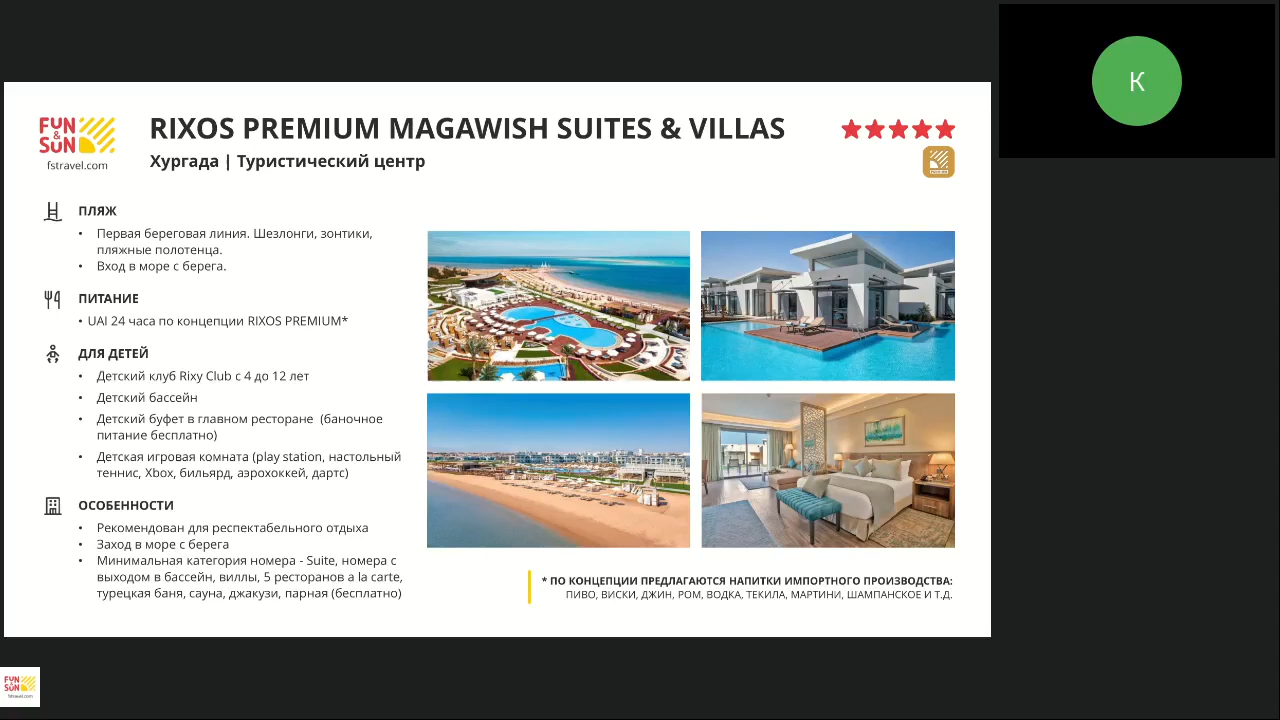 К
FUN
&
SUN
fstravel.com
RIXOS PREMIUM MAGAWISH SUITES & VILLAS
Хургада | Туристический центр
ПЛЯЖ
• Первая береговая линия. Шезлонги, зонтики,
пляжные полотенца.
• Вход в море с берега.
ПИТАНИЕ
• UAI 24 часа по концепции RIXOS PREMIUM*
ДЛЯ ДЕТЕЙ
• Детский клуб Rixy Club с 4 до 12 лет
• Детский бассейн
• Детский буфет в главном ресторане (баночное
питание бесплатно)
• Детская игровая комната (play station, настольный
теннис, Xbox, бильярд, аэрохоккей, дартс)
ОСОБЕННОСТИ
• Рекомендован для респектабельного отдыха
• Заход в море с берега
• Минимальная категория номера - Suite, номера с
выходом в бассейн, виллы, 5 ресторанов a la carte,
турецкая баня, сауна, джакузи, парная (бесплатно)
* ПО КОНЦЕПЦИИ ПРЕДЛАГАЮТСЯ НАПИТКИ ИМПОРТНОГО ПРОИЗВОДСТВА:
ПИВО, ВИСКИ, ДЖИН, РОМ, ВОДКА, ТЕКИЛА, МАРТИНИ, ШАМПАНСКОЕ И Т.Д.
FUN
&
SUN
fstravel.com